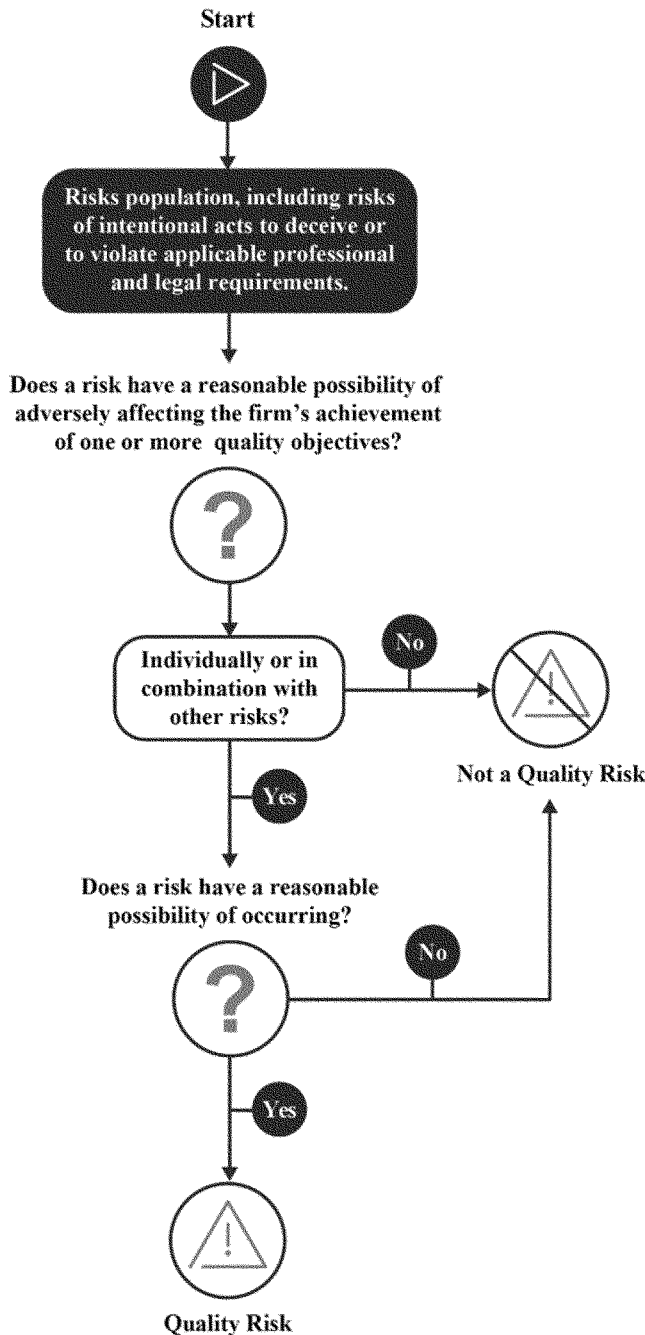 Start
Risks population, including risks
of intentional acts to deceive or
to violate applicable professional
and legal requirements.
Does a risk have a reasonable possibility of
adversely affecting the firm's achievement
of one or more quality objectives?
?
Individually or in
combination with
other risks?
No
!
Not a Quality Risk
Yes
Does a risk have a reasonable
possibility of occurring?
No
?
Yes
!
Quality Risk